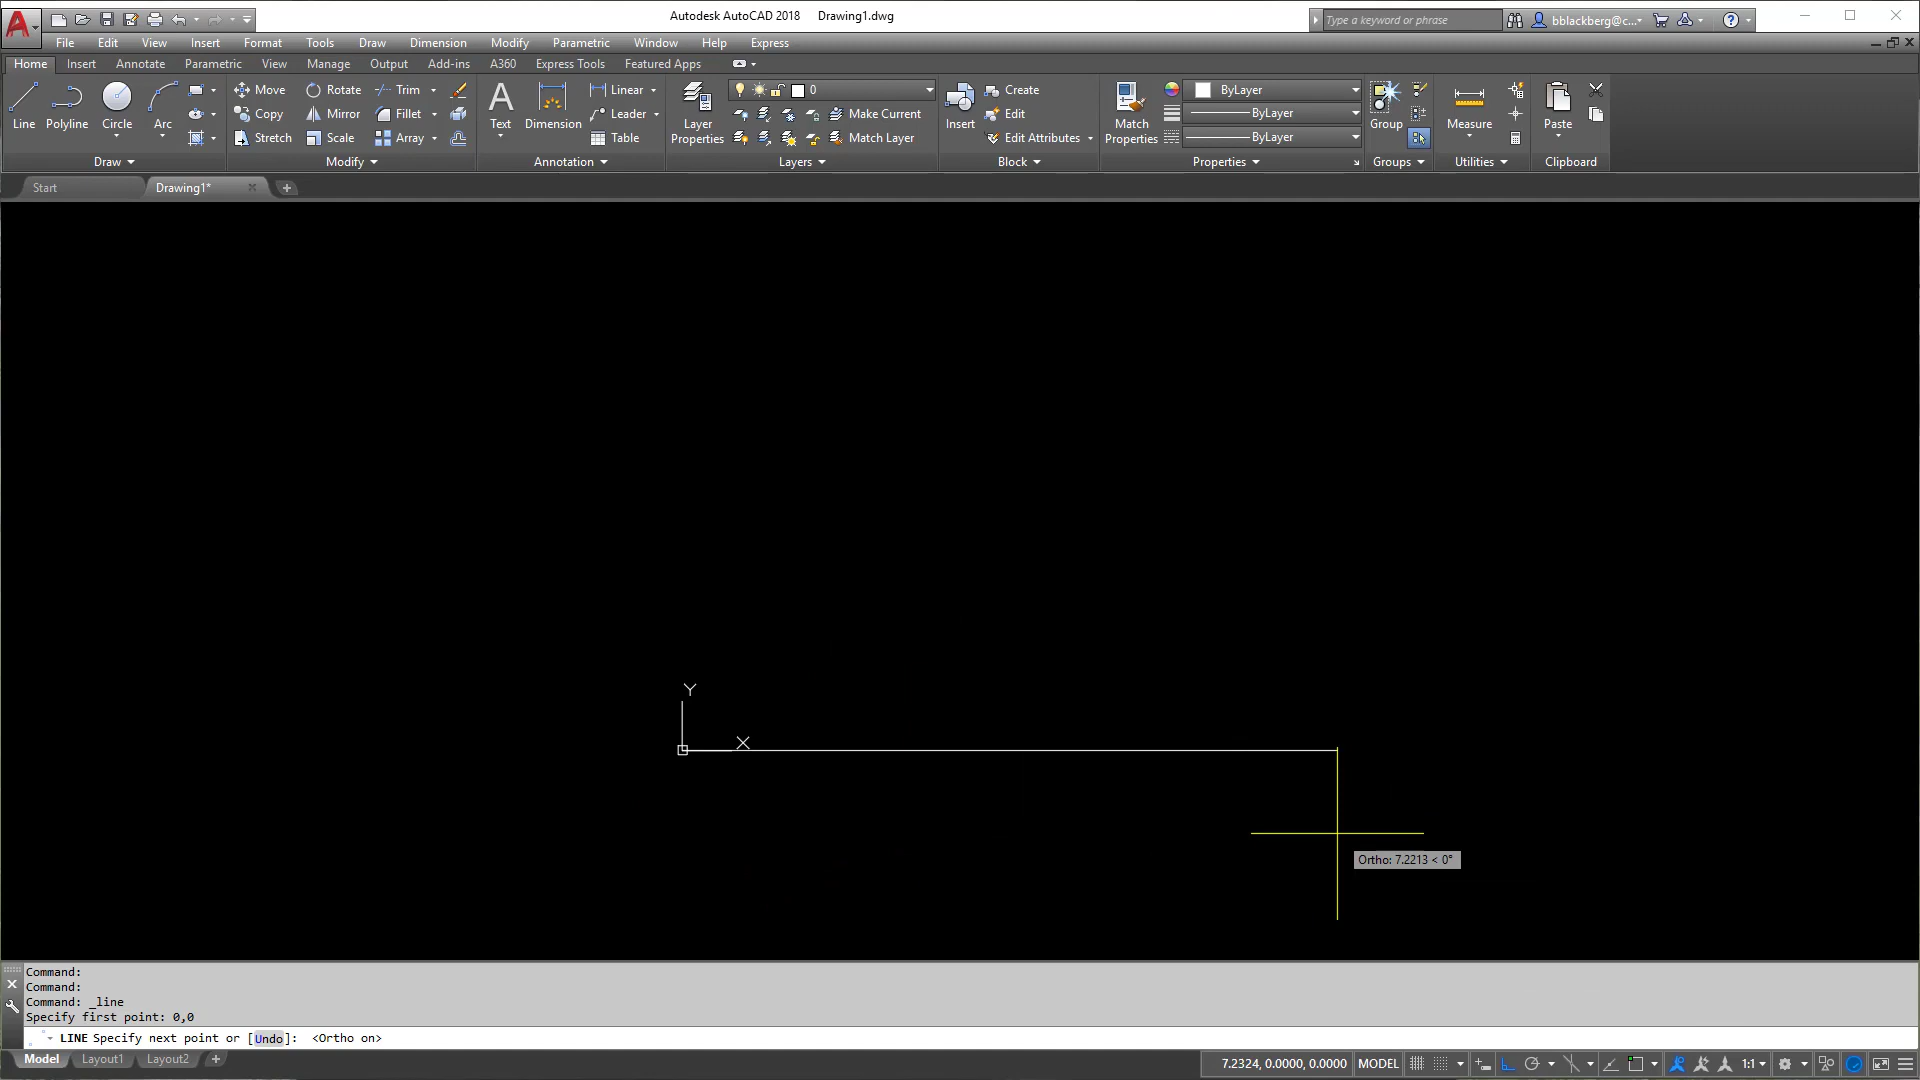 Autodesk AutoCAD 2018 Drawing1.dwg
Type a keyword or phrase
bblackberg@c...
File Edit View Insert Format Tools Draw Dimension Modify Parametric Window Help Express
Home Insert Annotate Parametric View Manage Output Add-ins A360 Express Tools Featured Apps
Line Polyline Circle Arc
Draw
Move Rotate Trim
Copy Mirror Fillet
Stretch Scale Array
Modify
Text Dimension
Linear
Leader
Table
Annotation
Layer Properties
0
Make Current
Match Layer
Layers
Insert
Create
Edit
Edit Attributes
Block
Match Properties
ByLayer
ByLayer
ByLayer
Properties
Group
Groups
Measure
Utilities
Paste
Clipboard
Start Drawing1*
Y
X
Ortho: 7.2213 < 0°
Command:
Command:
Command: _line
Specify first point: 0,0
LINE Specify next point or [Undo]: <Ortho on>
Model Layout1 Layout2
7.2324, 0.0000, 0.0000 MODEL 1:1